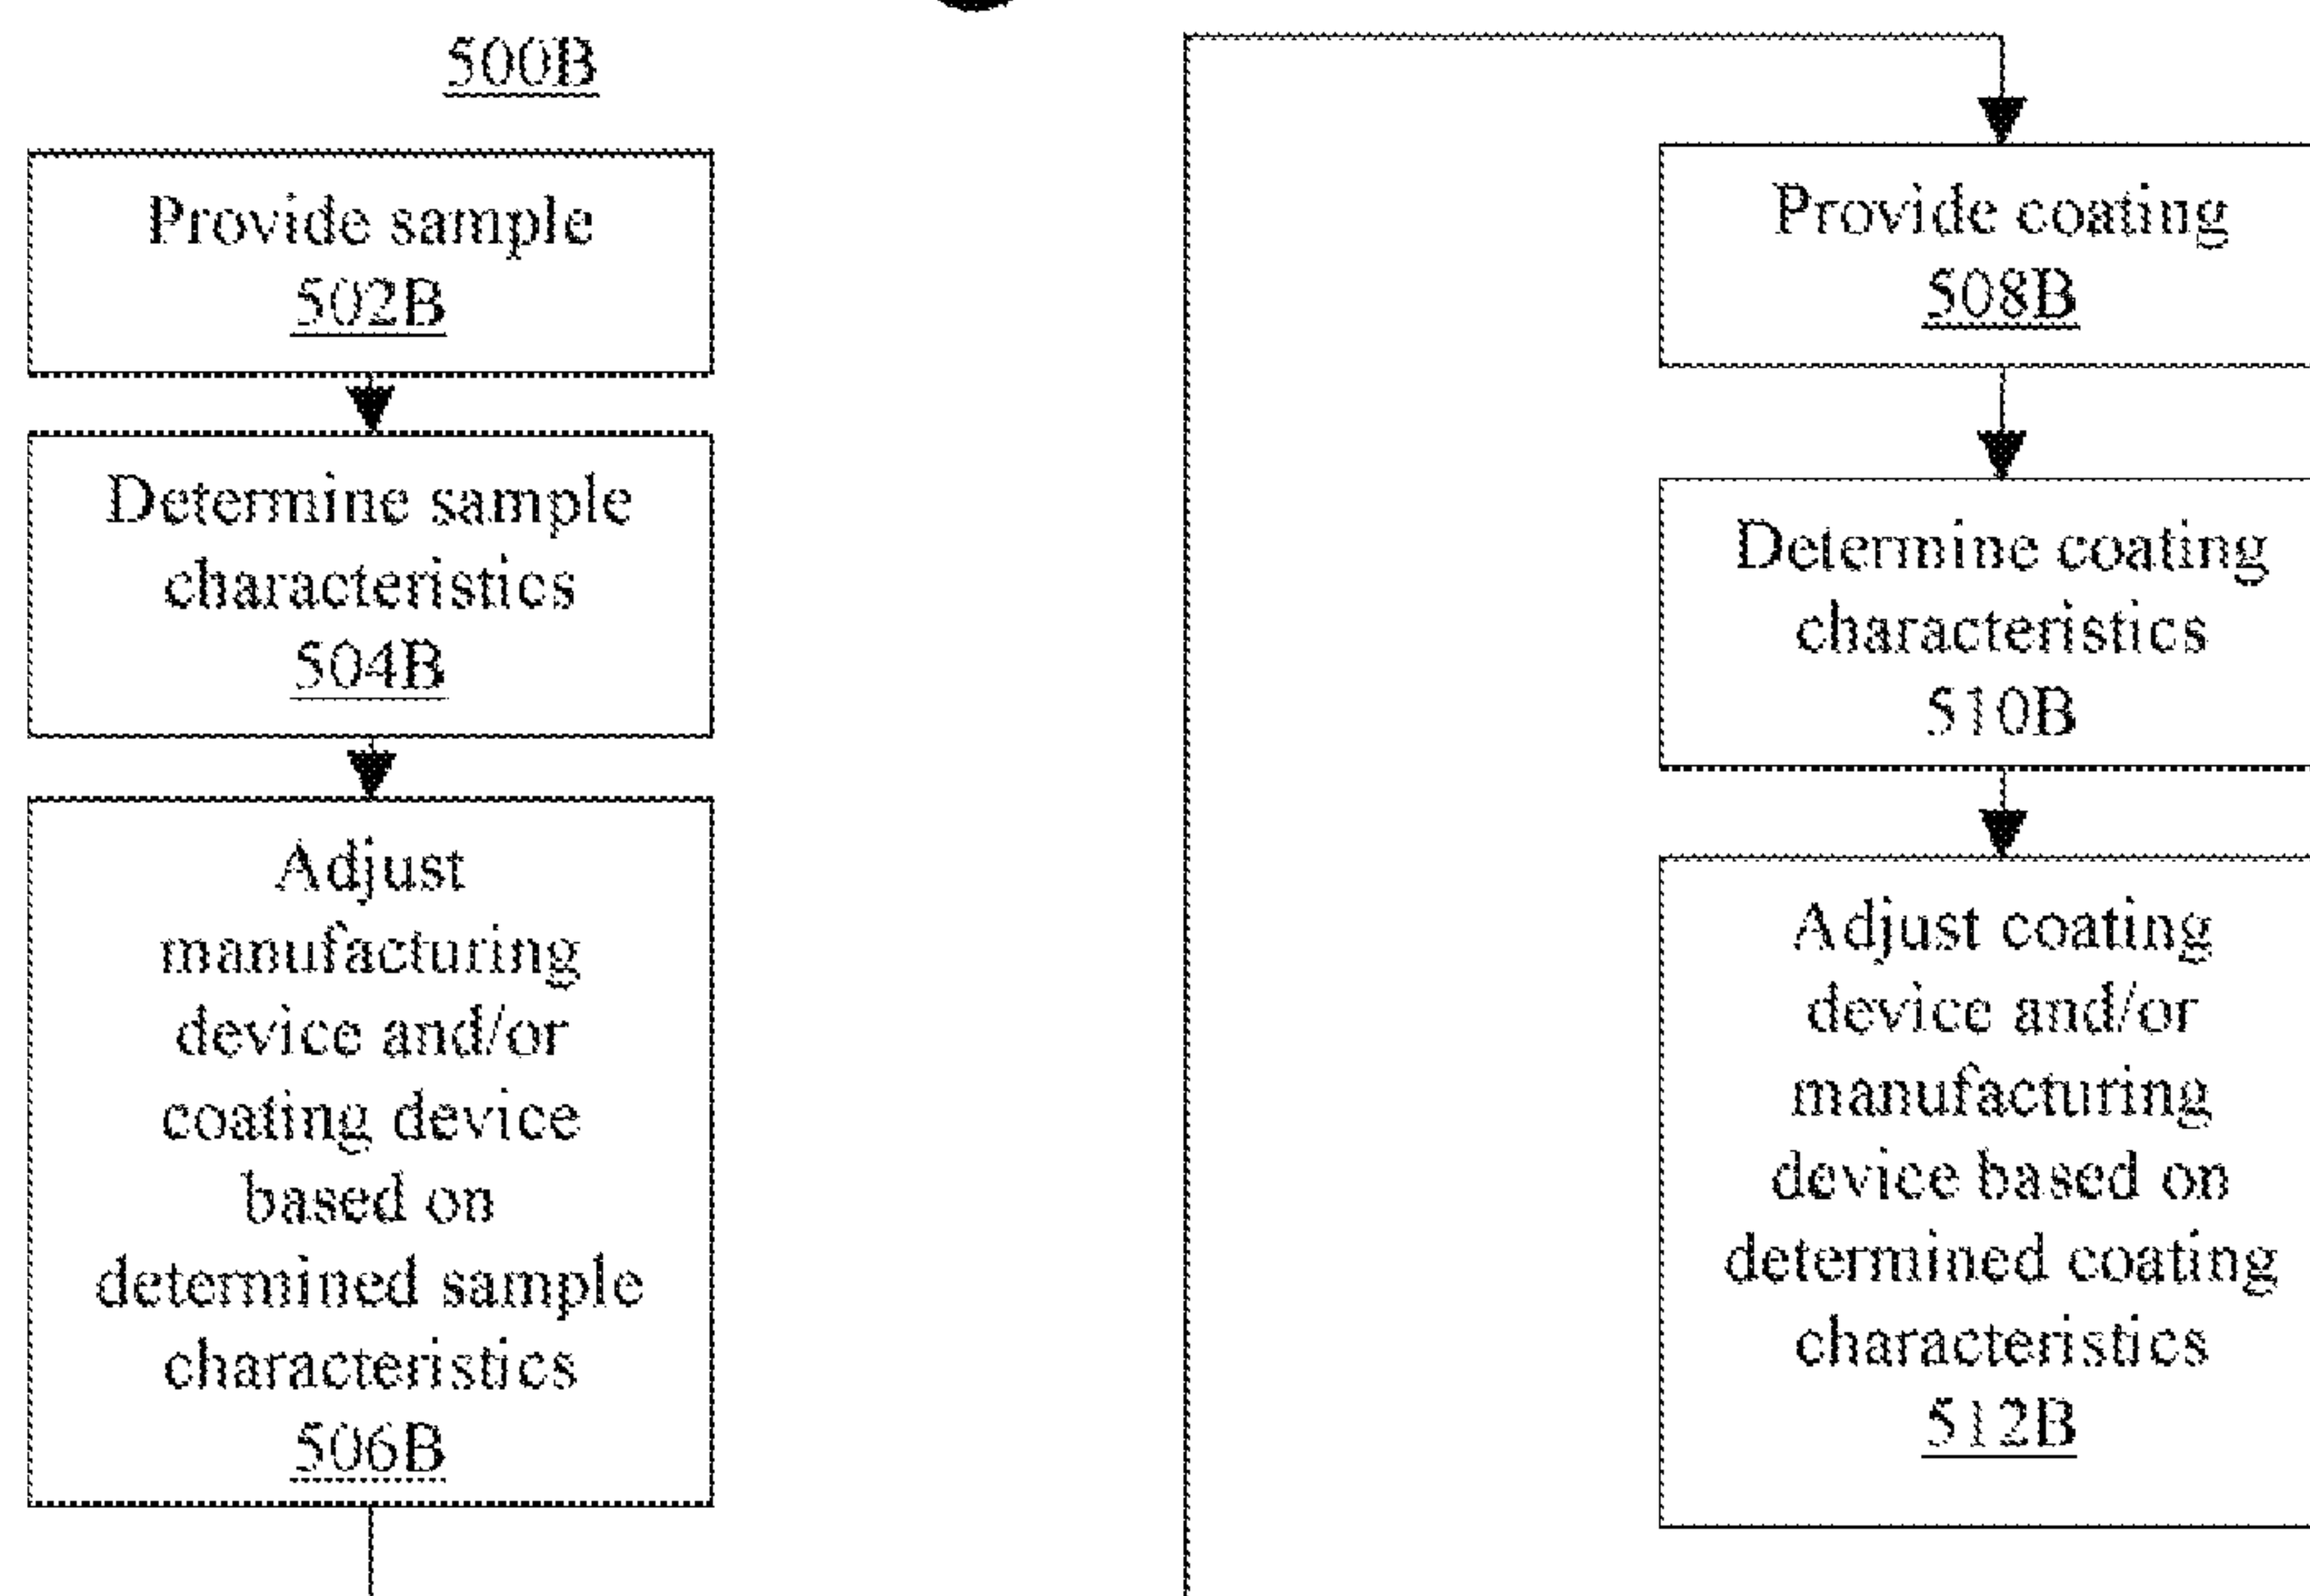 500B
Provide sample
502B
Determine sample
characteristics
504B
Adjust
manufacturing
device and/or
coating device
based on
determined sample
characteristics
506B
Provide coating
508B
Determine coating
characteristics
510B
Adjust coating
device and/or
manufacturing
device based on
determined coating
characteristics
512B